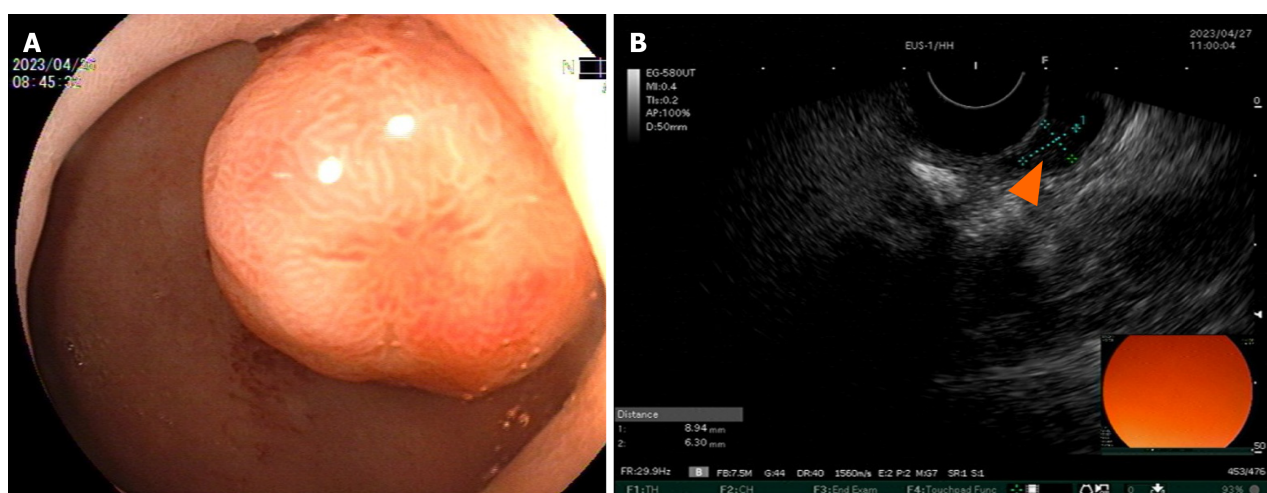 A
2023/04/2
08:45:3
N
B
EUS-1/HH
2023/04/27
11:00:04
EG-580UT
MI:0.4
TIs:0.2
AP:100%
D:50mm
F
1
0
50
Distance
1: 8.94 mm
2: 6.30 mm
FR:29.9Hz B FB:7.5M G:44 DR:40 1560m/s E:2 P:2 M:G7 SR:1 S:1
453/476
F1:TH F2:CH F3:End Exam F4:Touchpad Func 0 93%